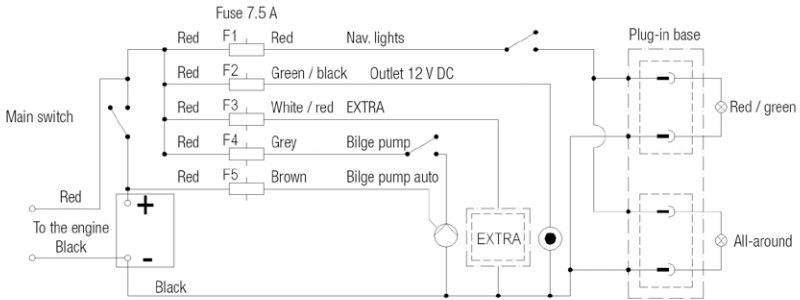 Fuse 7.5 A
Red F1 Red Nav. lights
Plug-in base
Red F2 Green / black Outlet 12 V DC
Red F3 White / red EXTRA
Red / green
Main switch
Red F4 Grey Bilge pump
Red F5 Brown Bilge pump auto
Red
+
To the engine
EXTRA
All-around
Black
-
Black